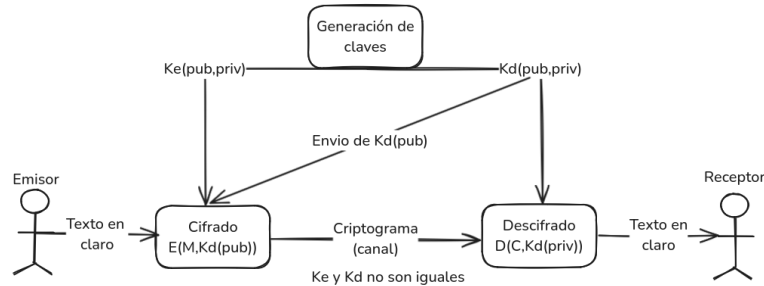 Generación de
claves
Ke(pub,priv)
Kd(pub,priv)
Envio de Kd(pub)
Emisor
Receptor
Texto en
claro
Cifrado
E(M,Kd(pub))
Criptograma
(canal)
Descifrado
D(C,Kd(priv))
Texto en
claro
Ke y Kd no son iguales